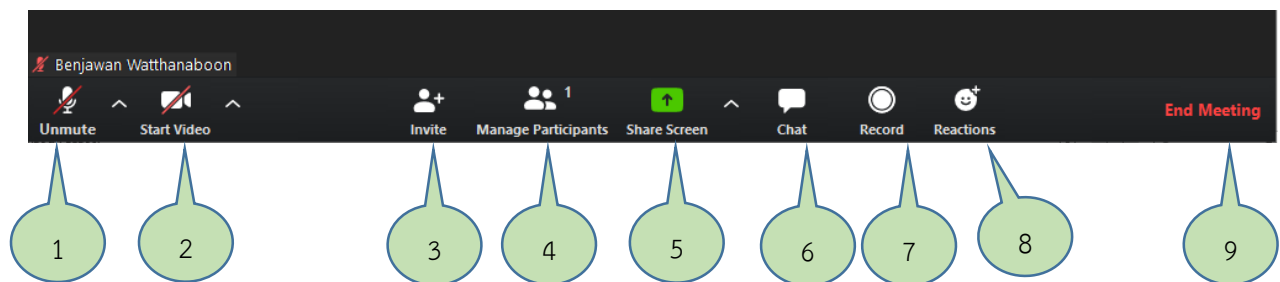 Benjawan Watthanaboon
1
Unmute Start Video Invite Manage Participants Share Screen Chat Record Reactions End Meeting
1 2 3 4 5 6 7 8 9